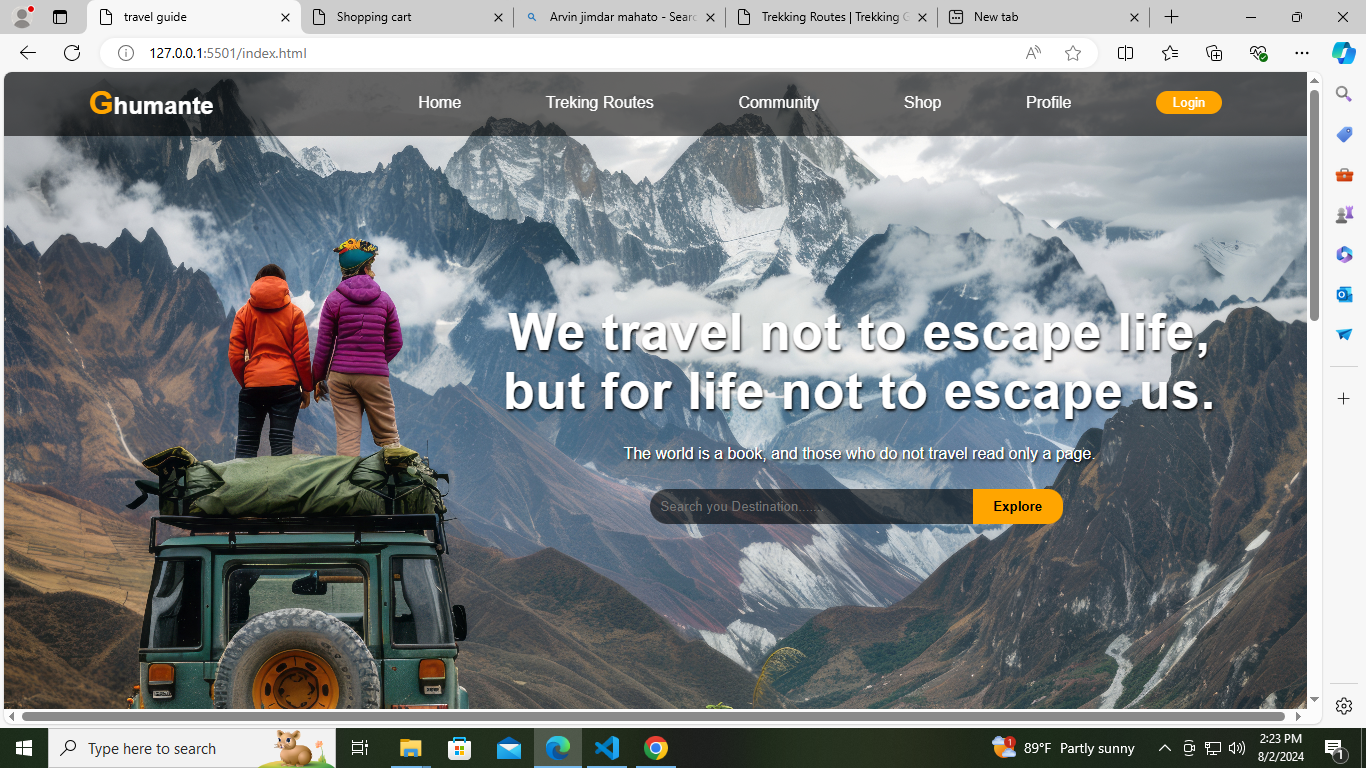 travel guide
Shopping cart
Arvin jimdar mahato - Sear
Trekking Routes | Trekking G
New tab
127.0.0.1:5501/index.html
Ghumante
Home
Treking Routes
Community
Shop
Profile
Login
We travel not to escape life,
but for life not to escape us.
The world is a book, and those who do not travel read only a page.
Search you Destination.......
Explore
Type here to search
1
89°F Partly sunny
2:23 PM
8/2/2024
1